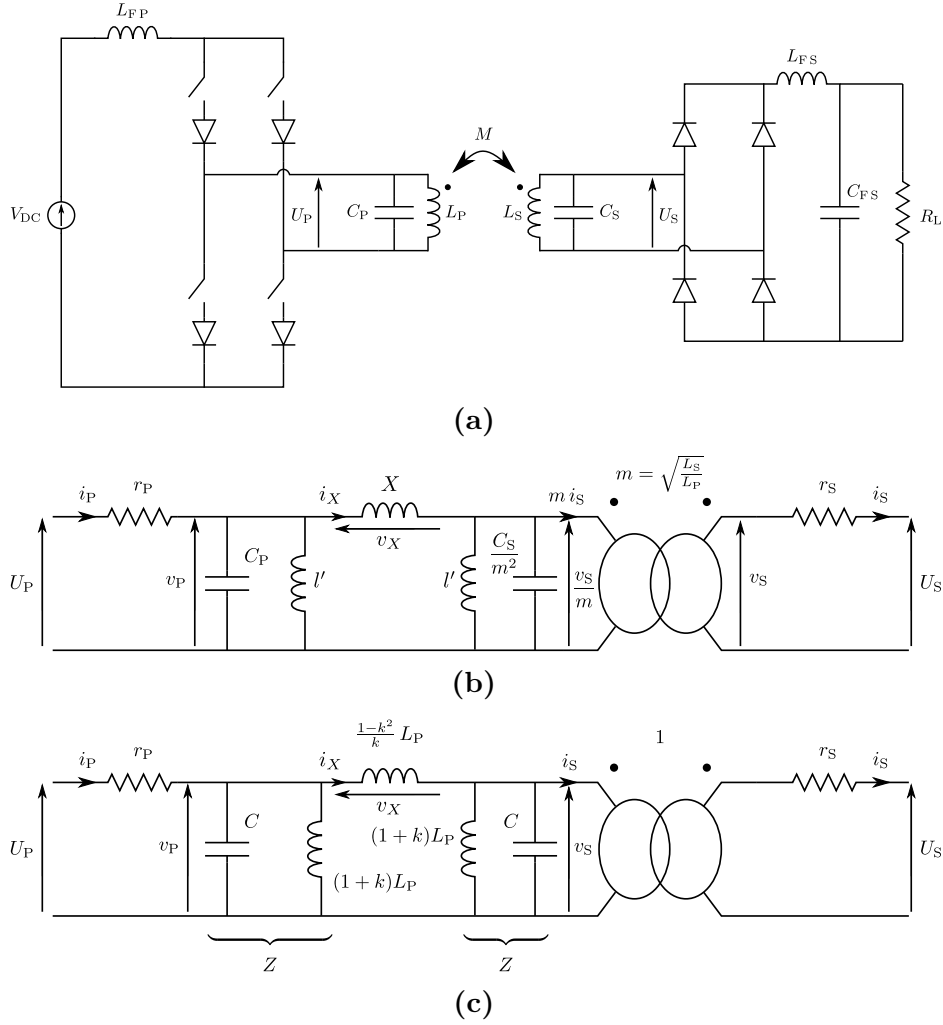 L_FP
V_DC
U_P
C_P
L_P
M
L_S
C_S
U_S
L_FS
C_FS
R_L
(a)
m = √(L_S/L_P)
i_P
r_P
i_X
X
m i_S
r_S
i_S
v_X
U_P
v_P
C_P
l′
l′
C_S/m²
v_S/m
v_S
U_S
(b)
(1−k²)/k L_P
1
i_P
r_P
i_X
i_S
r_S
i_S
v_X
U_P
v_P
C
(1 + k)L_P
(1 + k)L_P
C
v_S
U_S
Z
Z
(c)